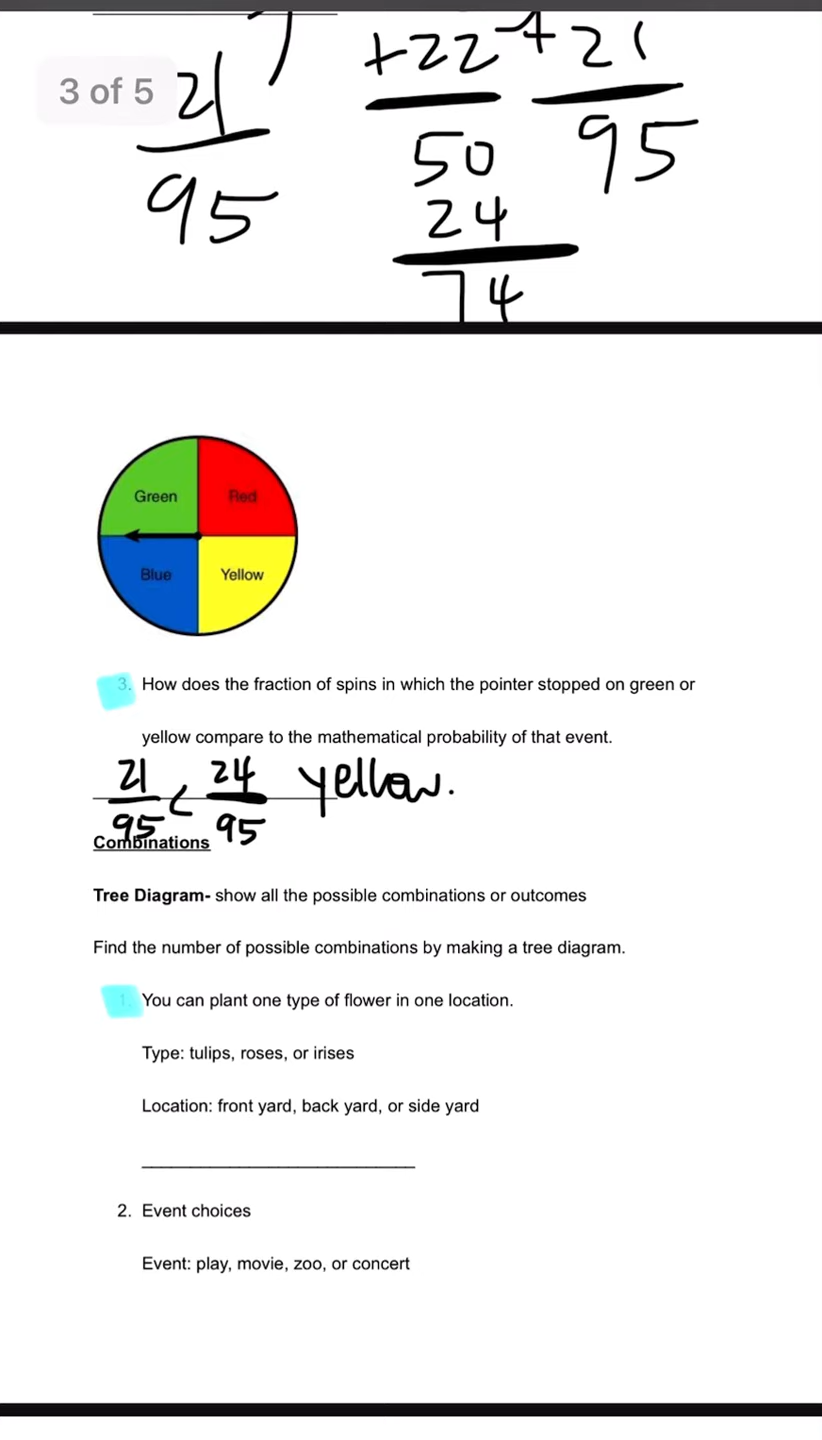 3 of 5
21
95
+22
50
24
74
+21
95
Green
Red
Blue
Yellow
3. How does the fraction of spins in which the pointer stopped on green or
yellow compare to the mathematical probability of that event.
21/95 < 24/95 yellow.
Combinations
Tree Diagram- show all the possible combinations or outcomes
Find the number of possible combinations by making a tree diagram.
1. You can plant one type of flower in one location.
Type: tulips, roses, or irises
Location: front yard, back yard, or side yard
2. Event choices
Event: play, movie, zoo, or concert